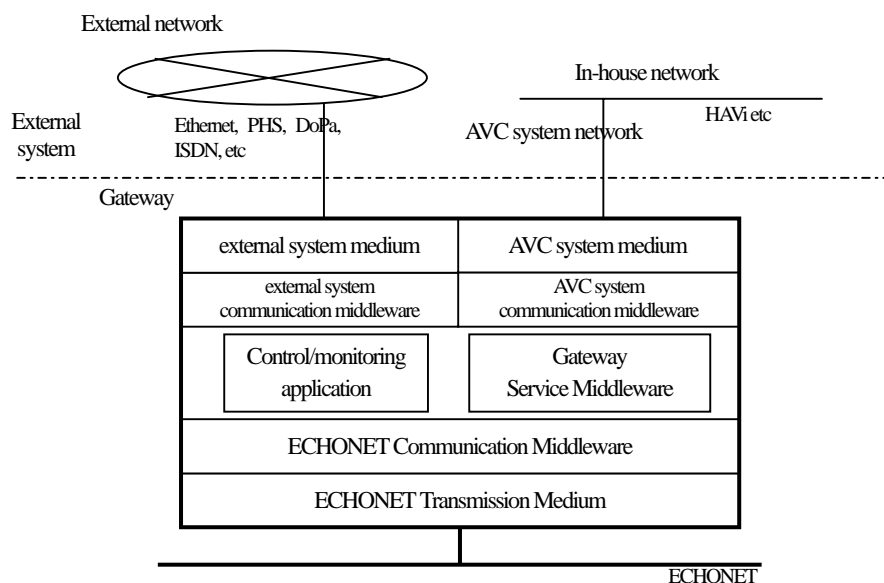 External network
In-house network
External
system
Ethernet, PHS, DoPa,
ISDN, etc
HAVi etc
AVC system network
Gateway
external system medium
AVC system medium
external system
communication middleware
AVC system
communication middleware
Control/monitoring
application
Gateway
Service Middleware
ECHONET Communication Middleware
ECHONET Transmission Medium
ECHONET